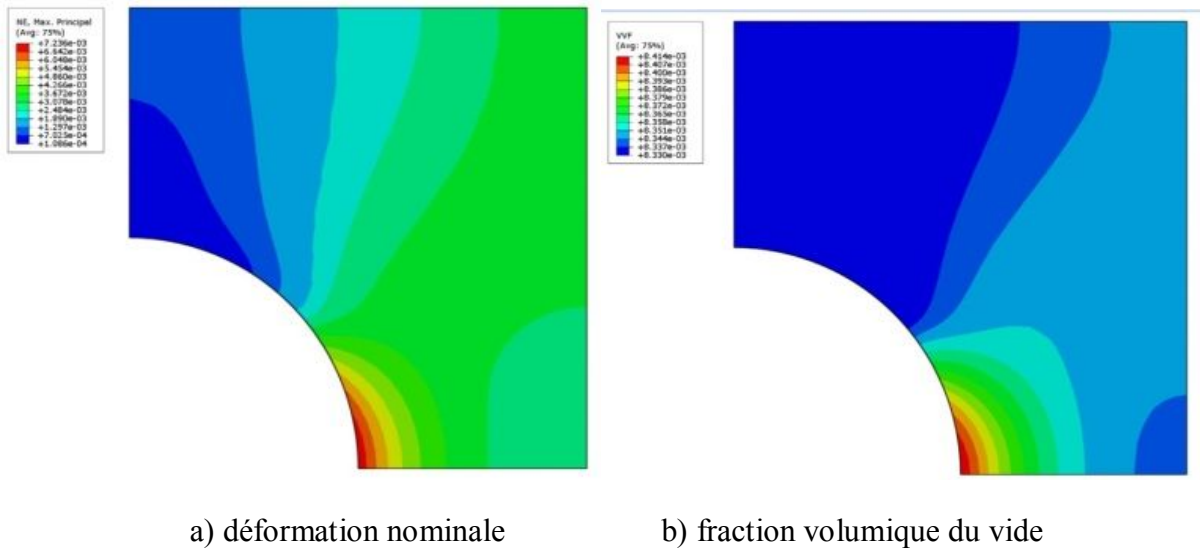 NE, Max. Principal
(Avg: 75%)
+7.236e-03
+6.642e-03
+6.048e-03
+5.454e-03
+4.860e-03
+4.266e-03
+3.672e-03
+3.078e-03
+2.484e-03
+1.890e-03
+1.297e-03
+7.025e-04
+1.086e-04
VVF
(Avg: 75%)
+8.414e-03
+8.407e-03
+8.400e-03
+8.393e-03
+8.386e-03
+8.379e-03
+8.372e-03
+8.365e-03
+8.358e-03
+8.351e-03
+8.344e-03
+8.337e-03
+8.330e-03
a) déformation nominale
b) fraction volumique du vide